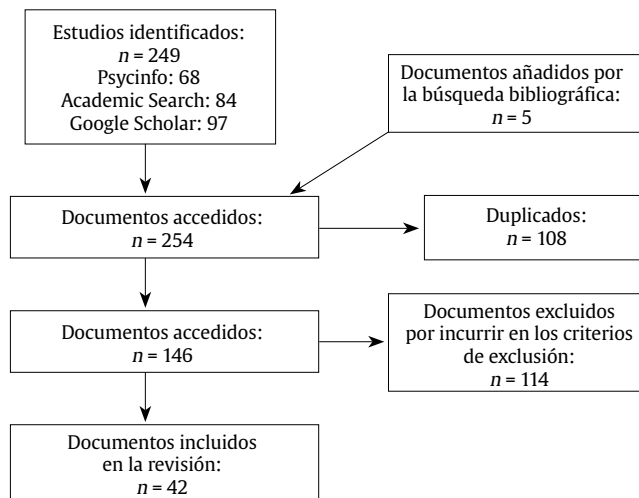 Estudios identificados:
n = 249
Psycinfo: 68
Academic Search: 84
Google Scholar: 97
Documentos añadidos por
la búsqueda bibliográfica:
n = 5
Documentos accedidos:
n = 254
Duplicados:
n = 108
Documentos accedidos:
n = 146
Documentos excluidos
por incurrir en los criterios
de exclusión:
n = 114
Documentos incluidos
en la revisión:
n = 42